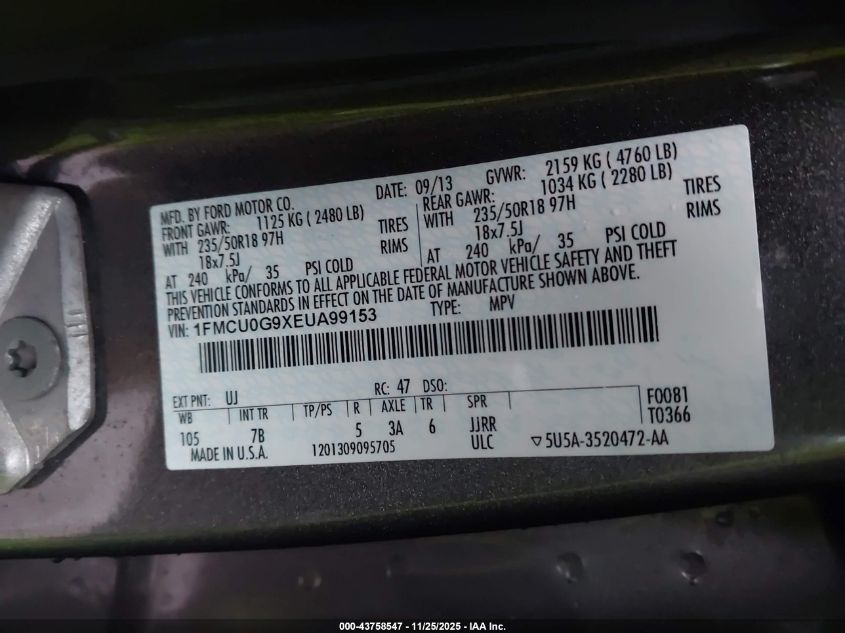 MFD. BY FORD MOTOR CO. DATE: 09/13 GVWR: 2159 KG ( 4760 LB)
FRONT GAWR: 1125 KG ( 2480 LB) REAR GAWR: 1034 KG ( 2280 LB)
WITH 235/50R18 97H TIRES WITH 235/50R18 97H TIRES
18x7.5J RIMS 18x7.5J RIMS
AT 240 kPa/ 35 PSI COLD AT 240 kPa/ 35 PSI COLD
THIS VEHICLE CONFORMS TO ALL APPLICABLE FEDERAL MOTOR VEHICLE SAFETY AND THEFT
PREVENTION STANDARDS IN EFFECT ON THE DATE OF MANUFACTURE SHOWN ABOVE.
VIN: 1FMCU0G9XEUA99153 TYPE: MPV
EXT PNT: UJ RC: 47 DSO:
WB INT TR TP/PS R AXLE TR SPR F0081
105 7B 5 3A 6 JJRR T0366
MADE IN U.S.A. 1201309095705 ULC ▽5U5A-3520472-AA
000-43758547 - 11/25/2025 - IAA Inc.